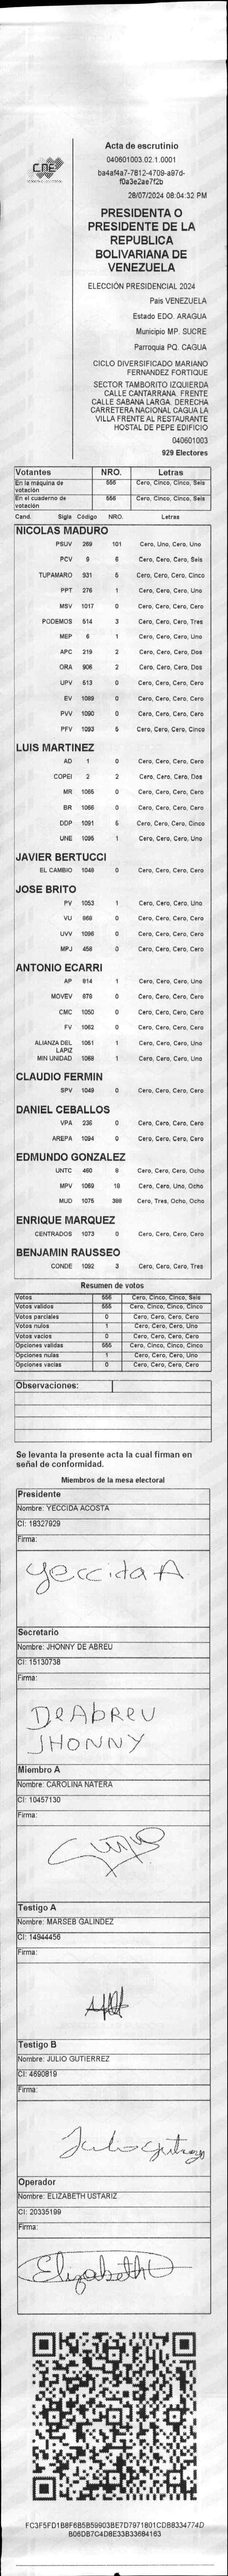 CNE
Acta de escrutinio
040601003.02.1.0001
ba4af4a7-7812-4709-a97d-
f0a3e2ae7f2b
28/07/2024 08:04:32 PM
PRESIDENTA O
PRESIDENTE DE LA
REPUBLICA
BOLIVARIANA DE
VENEZUELA
ELECCIÓN PRESIDENCIAL 2024
Pais VENEZUELA
Estado EDO. ARAGUA
Municipio MP. SUCRE
Parroquia PQ. CAGUA
CICLO DIVERSIFICADO MARIANO
FERNANDEZ FORTIQUE
SECTOR TAMBORITO IZQUIERDA
CALLE CANTARRANA. FRENTE
CALLE SABANA LARGA. DERECHA
CARRETERA NACIONAL CAGUA LA
VILLA FRENTE AL RESTAURANTE
HOSTAL DE PEPE EDIFICIO
040601003
929 Electores
Votantes NRO. Letras
En la máquina de votación 556 Cero, Cinco, Cinco, Seis
En el cuaderno de votación 556 Cero, Cinco, Cinco, Seis
Cand. Sigla Código NRO. Letras
NICOLAS MADURO
PSUV 269 101 Cero, Uno, Cero, Uno
PCV 9 6 Cero, Cero, Cero, Seis
TUPAMARO 931 5 Cero, Cero, Cero, Cinco
PPT 276 1 Cero, Cero, Cero, Uno
MSV 1017 0 Cero, Cero, Cero, Cero
PODEMOS 514 3 Cero, Cero, Cero, Tres
MEP 6 1 Cero, Cero, Cero, Uno
APC 219 2 Cero, Cero, Cero, Dos
ORA 906 2 Cero, Cero, Cero, Dos
UPV 513 0 Cero, Cero, Cero, Cero
EV 1089 0 Cero, Cero, Cero, Cero
PVV 1090 0 Cero, Cero, Cero, Cero
PFV 1093 5 Cero, Cero, Cero, Cinco
LUIS MARTINEZ
AD 1 0 Cero, Cero, Cero, Cero
COPEI 2 2 Cero, Cero, Cero, Dos
MR 1065 0 Cero, Cero, Cero, Cero
BR 1066 0 Cero, Cero, Cero, Cero
DDP 1091 5 Cero, Cero, Cero, Cinco
UNE 1095 1 Cero, Cero, Cero, Uno
JAVIER BERTUCCI
EL CAMBIO 1048 0 Cero, Cero, Cero, Cero
JOSE BRITO
PV 1053 1 Cero, Cero, Cero, Uno
VU 968 0 Cero, Cero, Cero, Cero
UVV 1096 0 Cero, Cero, Cero, Cero
MPJ 458 0 Cero, Cero, Cero, Cero
ANTONIO ECARRI
AP 914 1 Cero, Cero, Cero, Uno
MOVEV 978 0 Cero, Cero, Cero, Cero
CMC 1050 0 Cero, Cero, Cero, Cero
FV 1062 0 Cero, Cero, Cero, Cero
ALIANZA DEL LAPIZ 1051 1 Cero, Cero, Cero, Uno
MIN UNIDAD 1088 1 Cero, Cero, Cero, Uno
CLAUDIO FERMIN
SPV 1049 0 Cero, Cero, Cero, Cero
DANIEL CEBALLOS
VPA 236 0 Cero, Cero, Cero, Cero
AREPA 1094 0 Cero, Cero, Cero, Cero
EDMUNDO GONZALEZ
UNTC 460 8 Cero, Cero, Cero, Ocho
MPV 1069 18 Cero, Cero, Uno, Ocho
MUD 1075 388 Cero, Tres, Ocho, Ocho
ENRIQUE MARQUEZ
CENTRADOS 1073 0 Cero, Cero, Cero, Cero
BENJAMIN RAUSSEO
CONDE 1092 3 Cero, Cero, Cero, Tres
Resumen de votos
Votos 556 Cero, Cinco, Cinco, Seis
Votos validos 555 Cero, Cinco, Cinco, Cinco
Votos parciales 0 Cero, Cero, Cero, Cero
Votos nulos 1 Cero, Cero, Cero, Uno
Votos vacios 0 Cero, Cero, Cero, Cero
Opciones validas 555 Cero, Cinco, Cinco, Cinco
Opciones nulas 1 Cero, Cero, Cero, Uno
Opciones vacias 0 Cero, Cero, Cero, Cero
Observaciones:
Se levanta la presente acta la cual firman en
señal de conformidad.
Miembros de la mesa electoral
Presidente
Nombre: YECCIDA ACOSTA
CI: 18327929
Firma:
Yeccida A
Secretario
Nombre: JHONNY DE ABREU
CI: 15130738
Firma:
DeAbreu
JHONNY
Miembro A
Nombre: CAROLINA NATERA
CI: 10457130
Firma:
Testigo A
Nombre: MARSEB GALINDEZ
CI: 14944456
Firma:
Testigo B
Nombre: JULIO GUTIERREZ
CI: 4690819
Firma:
Operador
Nombre: ELIZABETH USTARIZ
CI: 20335199
Firma:
Elizabeth U
FC3F5FD1B8F6B5B59903BE7D7971801CDB8334774D
B06DB7C4D8E33B33684163